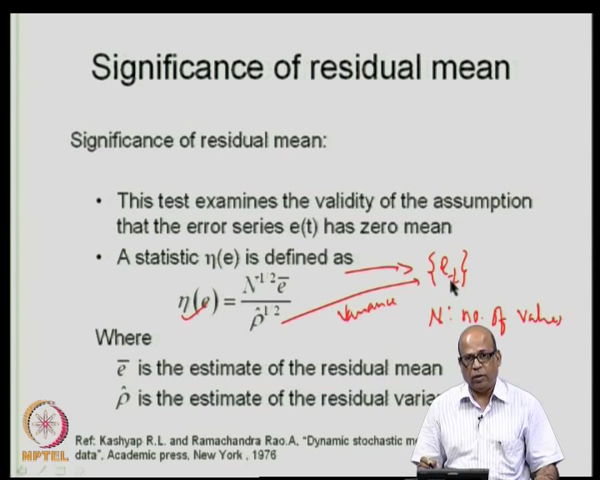 Significance of residual mean
Significance of residual mean:
• This test examines the validity of the assumption
that the error series e(t) has zero mean
• A statistic η(e) is defined as
{e_t}
η(e) = N^{1/2} e̅ / ρ̂^{1/2}
Variance
N: no. of values
Where
e̅ is the estimate of the residual mean
ρ̂ is the estimate of the residual
Ref: Kashyap R.L. and Ramachandra Rao.A, "Dynamic stochastic
data", Academic press, New York , 1976
NPTEL